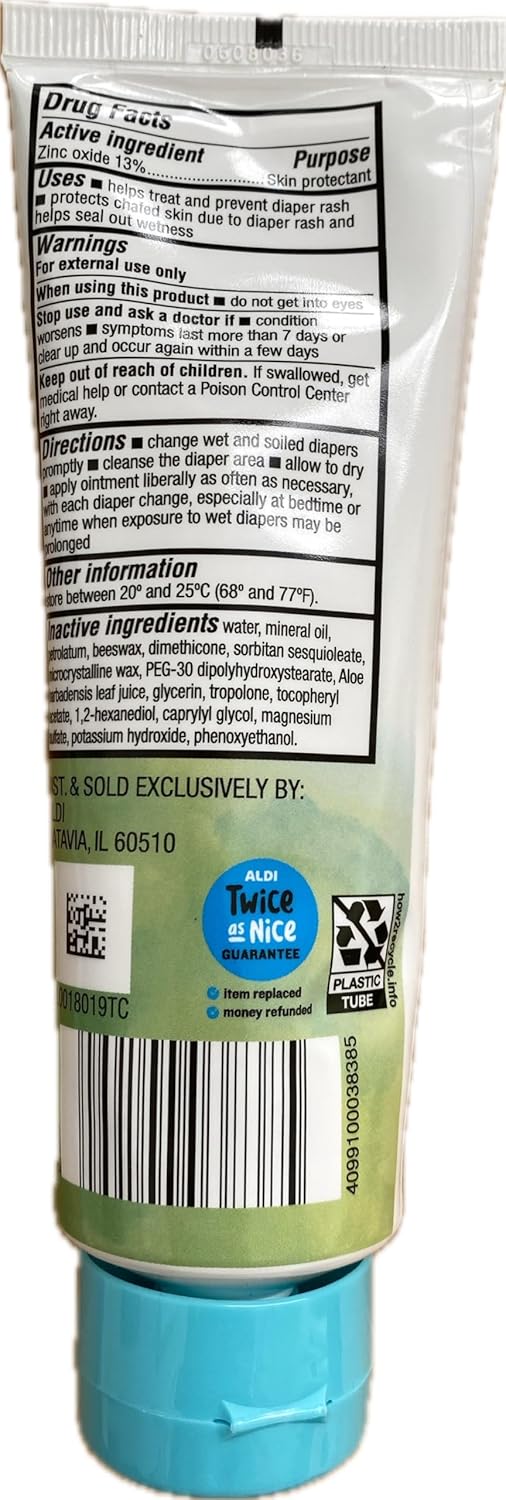 0608036
Drug Facts
Active ingredient Purpose
Zinc oxide 13%..............................Skin protectant
Uses ■ helps treat and prevent diaper rash
■ protects chafed skin due to diaper rash and
helps seal out wetness
Warnings
For external use only
When using this product ■ do not get into eyes
Stop use and ask a doctor if ■ condition
worsens ■ symptoms last more than 7 days or
clear up and occur again within a few days
Keep out of reach of children. If swallowed, get
medical help or contact a Poison Control Center
right away.
Directions ■ change wet and soiled diapers
promptly ■ cleanse the diaper area ■ allow to dry
■ apply ointment liberally as often as necessary,
with each diaper change, especially at bedtime or
anytime when exposure to wet diapers may be
prolonged
Other information
store between 20º and 25ºC (68º and 77ºF).
Inactive ingredients water, mineral oil,
petrolatum, beeswax, dimethicone, sorbitan sesquioleate,
microcrystalline wax, PEG-30 dipolyhydroxystearate, Aloe
barbadensis leaf juice, glycerin, tropolone, tocopheryl
acetate, 1,2-hexanediol, caprylyl glycol, magnesium
sulfate, potassium hydroxide, phenoxyethanol.
ST. & SOLD EXCLUSIVELY BY:
LDI
ATAVIA, IL 60510
ALDI
Twice
as Nice
GUARANTEE
item replaced
money refunded
how2recycle.info
PLASTIC
TUBE
0018019TC
4099100038385